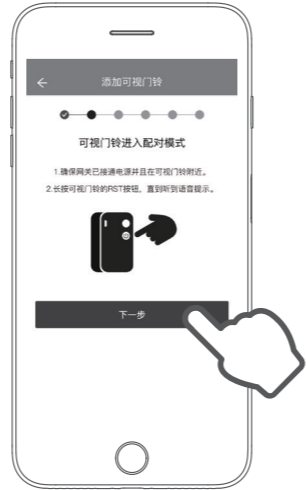 添加可视门铃
可视门铃进入配对模式
1.确保网关已接通电源并且在可视门铃附近。
2.长按可视门铃的RST按钮，直到听到语音提示。
下一步